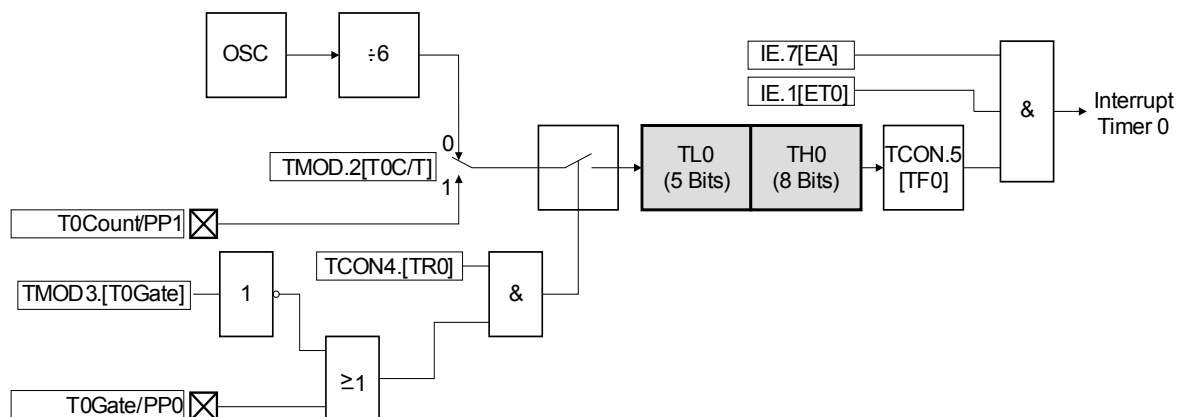 OSC
÷6
IE.7[EA]
IE.1[ET0]
&
Interrupt
Timer 0
0
TMOD.2[T0C/T]
1
TL0
(5 Bits)
TH0
(8 Bits)
TCON.5
[TF0]
T0Count/PP1
TCON4.[TR0]
&
TMOD3.[T0Gate]
1
≥1
T0Gate/PP0